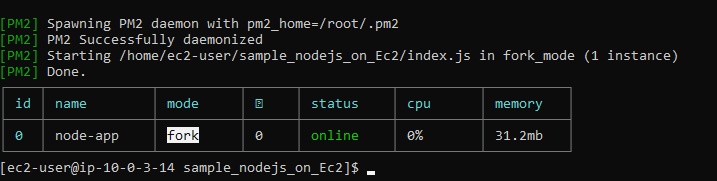 [PM2] Spawning PM2 daemon with pm2_home=/root/.pm2
[PM2] PM2 Successfully daemonized
[PM2] Starting /home/ec2-user/sample_nodejs_on_Ec2/index.js in fork_mode (1 instance)
[PM2] Done.
id name mode status cpu memory
0 node-app fork 0 online 0% 31.2mb
[ec2-user@ip-10-0-3-14 sample_nodejs_on_Ec2]$